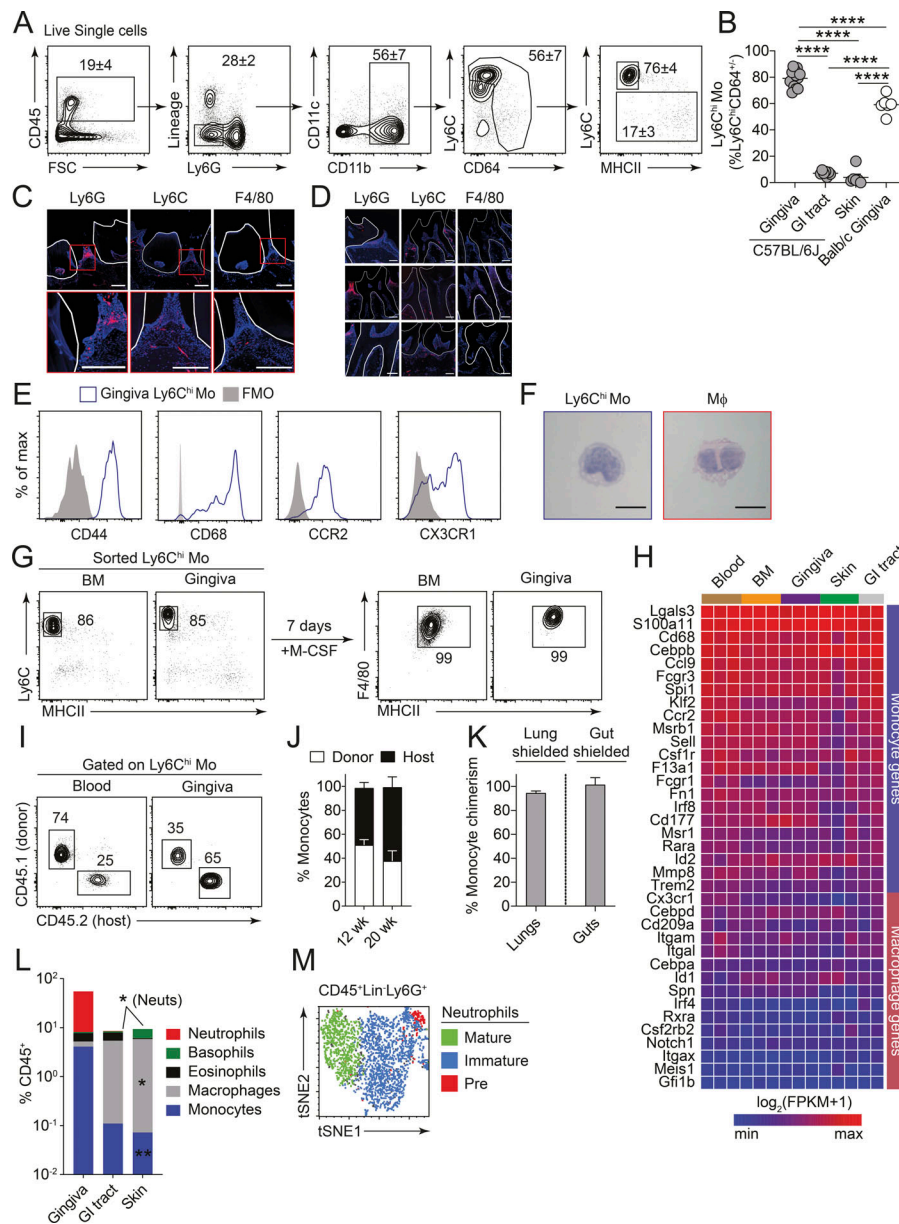 A
Live Single cells
19±4
CD45
FSC
28±2
Lineage
Ly6G
56±7
CD11c
CD11b
56±7
Ly6C
CD64
76±4
17±3
Ly6C
MHCII
B
****
****
****
****
****
Ly6Chi Mo
(%Ly6ChiCD64+/-)
100
80
60
40
20
0
Gingiva
GI tract
Skin
Balb/c Gingiva
C57BL/6J
C
Ly6G
Ly6C
F4/80
D
Ly6G
Ly6C
F4/80
E
Gingiva Ly6Chi Mo
FMO
% of max
CD44
CD68
CCR2
CX3CR1
F
Ly6Chi Mo
Mϕ
G
Sorted Ly6Chi Mo
BM
Gingiva
86
85
Ly6C
MHCII
7 days
+M-CSF
BM
Gingiva
99
99
F4/80
MHCII
H
Blood
BM
Gingiva
Skin
GI tract
Lgals3
S100a11
Cd68
Cebpb
Ccl9
Fcgr3
Spi1
Klf2
Ccr2
Msrb1
Sell
Csf1r
F13a1
Fcgr1
Fn1
Irf8
Cd177
Msr1
Rara
Id2
Mmp8
Trem2
Cx3cr1
Cebpd
Cd209a
Itgam
Itgal
Cebpa
Id1
Spn
Irf4
Rxra
Csf2rb2
Notch1
Itgax
Meis1
Gfi1b
Monocyte genes
Macrophage genes
log2(FPKM+1)
min
max
I
Gated on Ly6Chi Mo
Blood
Gingiva
74
25
35
65
CD45.1 (donor)
CD45.2 (host)
J
Donor
Host
% Monocytes
100
80
60
40
20
0
12 wk
20 wk
K
Lung shielded
Gut shielded
% Monocyte chimerism
100
80
60
40
20
0
Lungs
Guts
L
% CD45+
10^2
10^1
10^0
10^-1
10^-2
* (Neuts)
*
**
Gingiva
GI tract
Skin
Neutrophils
Basophils
Eosinophils
Macrophages
Monocytes
M
CD45+Lin-Ly6G+
tSNE2
tSNE1
Neutrophils
Mature
Immature
Pre